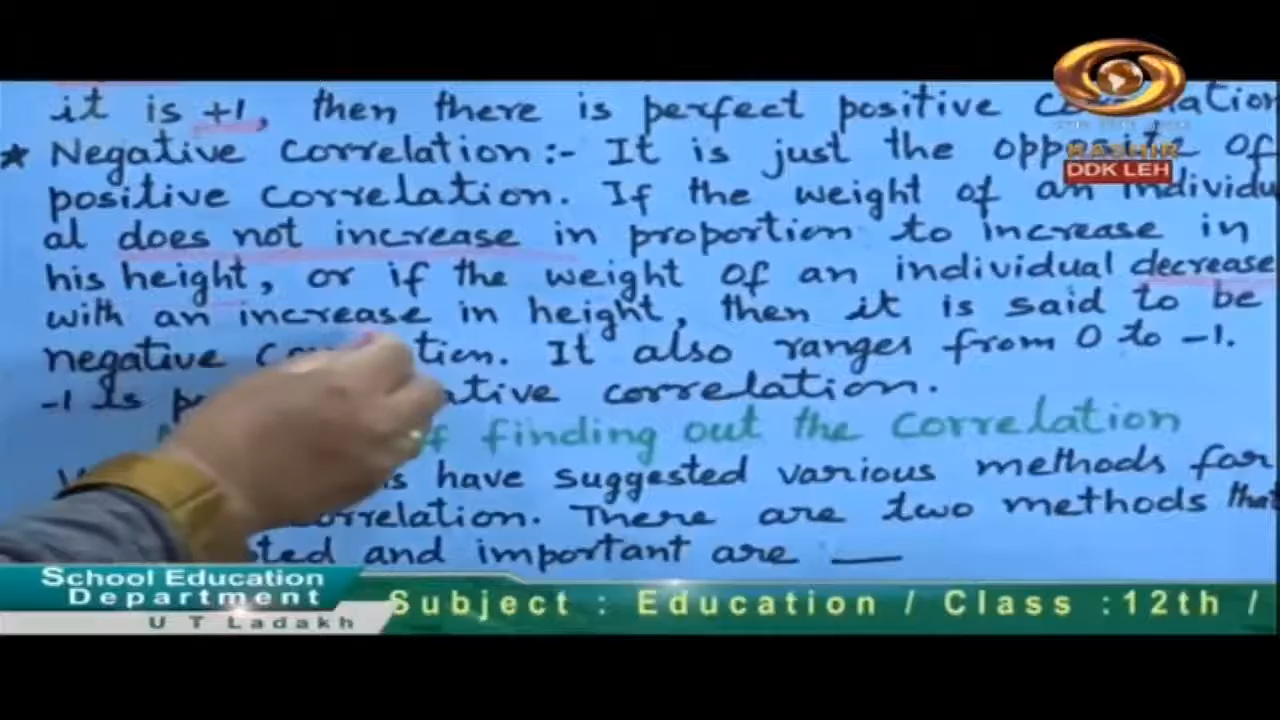 it is +1, then there is perfect positive
★ Negative Correlation:- It is just the of
positive correlation. If the weight of an individu
al does not increase in proportion to increase in
his height, or if the weight of an individual decrease
with an increase in height, then it is said to be
negative. It also ranges from 0 to -1.
-1 is correlation.
finding out the correlation
have suggested various methods for
correlation. There are two methods that
and important are —
KASHIR
DDK LEH
School Education
Department
U T Ladakh
Subject : Education / Class :12th /